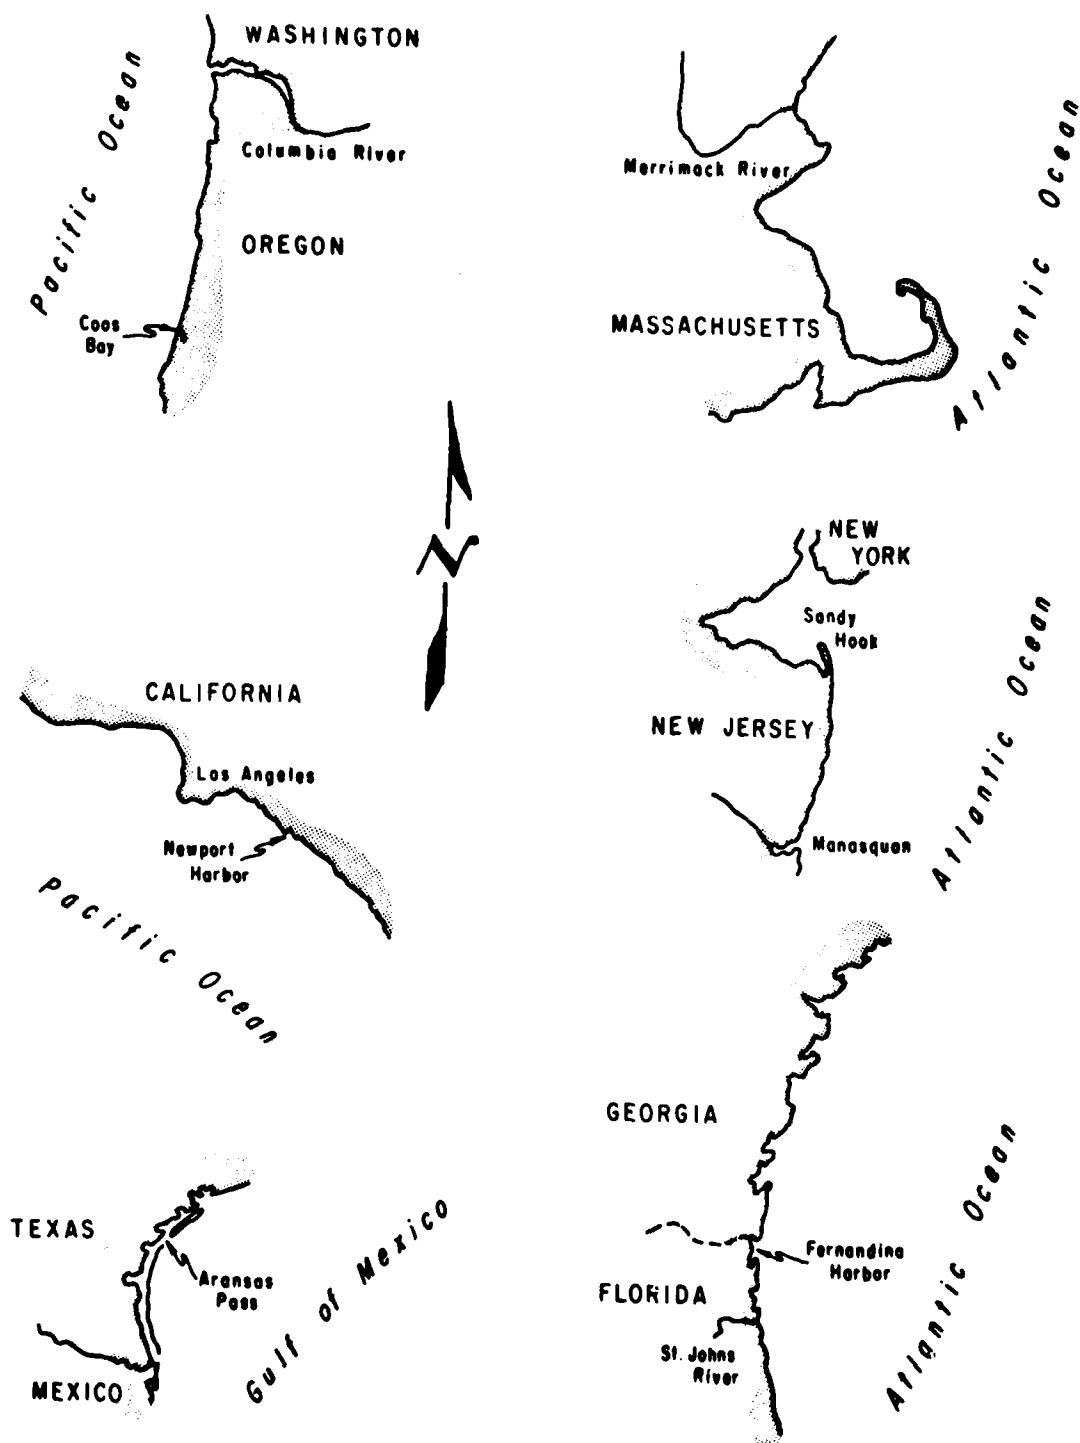 WASHINGTON
Pacific Ocean
Columbia River
OREGON
Coos
Bay
Merrimack River
MASSACHUSETTS
Atlantic Ocean
N
NEW
YORK
Sandy
Hook
NEW JERSEY
Manasquan
Atlantic Ocean
CALIFORNIA
Los Angeles
Newport
Harbor
Pacific Ocean
TEXAS
Aransas
Pass
MEXICO
Gulf of Mexico
GEORGIA
Fernandina
Harbor
FLORIDA
St. Johns
River
Atlantic Ocean